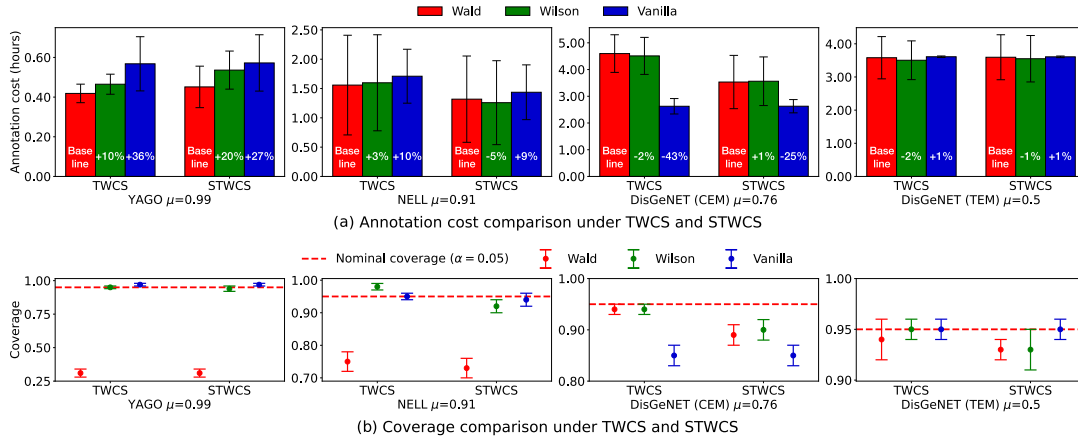 Wald Wilson Vanilla
Annotation cost (hours)
0.60
0.40
0.20
0.00
Base line +10% +36% Base line +20% +27%
TWCS STWCS
YAGO μ=0.99
1.50
1.00
0.50
0.00
Base line +3% +10% Base line -5% +9%
TWCS STWCS
NELL μ=0.91
5.00
4.00
3.00
2.00
1.00
0.00
Base line -2% -43% Base line +1% -25%
TWCS STWCS
DisGeNET (CEM) μ=0.76
4.00
3.00
2.00
1.00
0.00
Base line -2% +1% Base line -1% +1%
TWCS STWCS
DisGeNET (TEM) μ=0.5
(a) Annotation cost comparison under TWCS and STWCS
Nominal coverage (α = 0.05) Wald Wilson Vanilla
Coverage
1.00
0.75
0.50
0.25
TWCS STWCS
YAGO μ=0.99
1.00
0.90
0.80
0.70
TWCS STWCS
NELL μ=0.91
1.00
0.90
0.80
TWCS STWCS
DisGeNET (CEM) μ=0.76
1.00
0.95
0.90
TWCS STWCS
DisGeNET (TEM) μ=0.5
(b) Coverage comparison under TWCS and STWCS